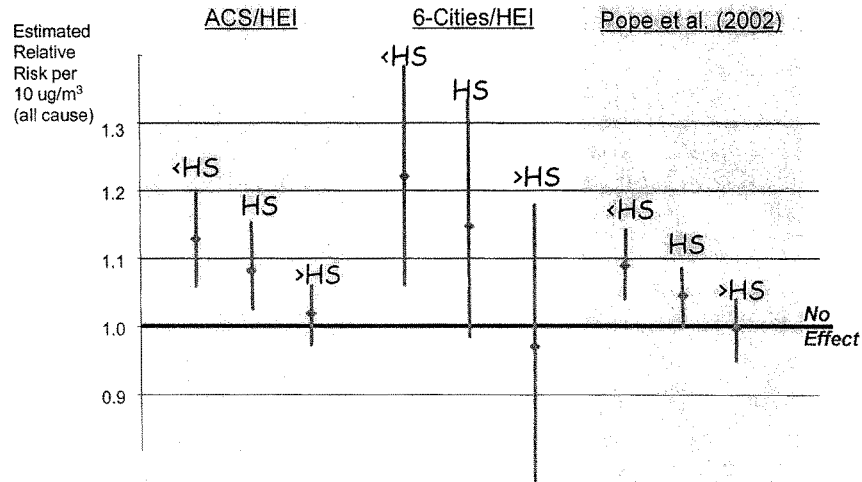 ACS/HEI
6-Cities/HEI
Pope et al. (2002)
Estimated
Relative
Risk per
10 ug/m³
(all cause)
1.3
1.2
1.1
1.0
0.9
<HS
HS
>HS
<HS
HS
>HS
<HS
HS
>HS
No
Effect